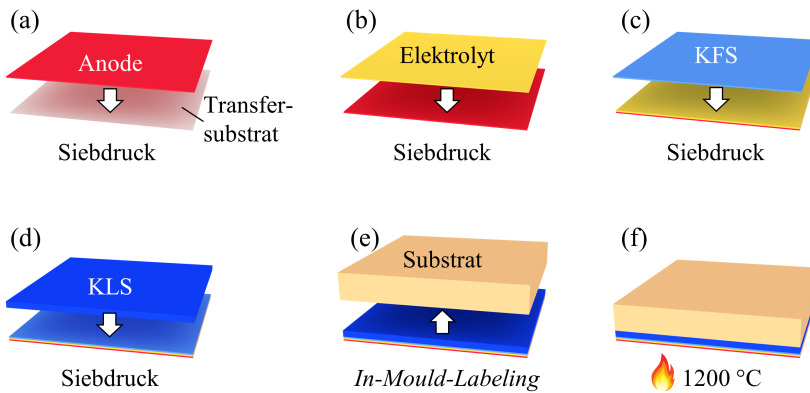 (a)
Anode
Transfer-
substrat
Siebdruck
(b)
Elektrolyt
Siebdruck
(c)
KFS
Siebdruck
(d)
KLS
Siebdruck
(e)
Substrat
In-Mould-Labeling
(f)
1200 °C